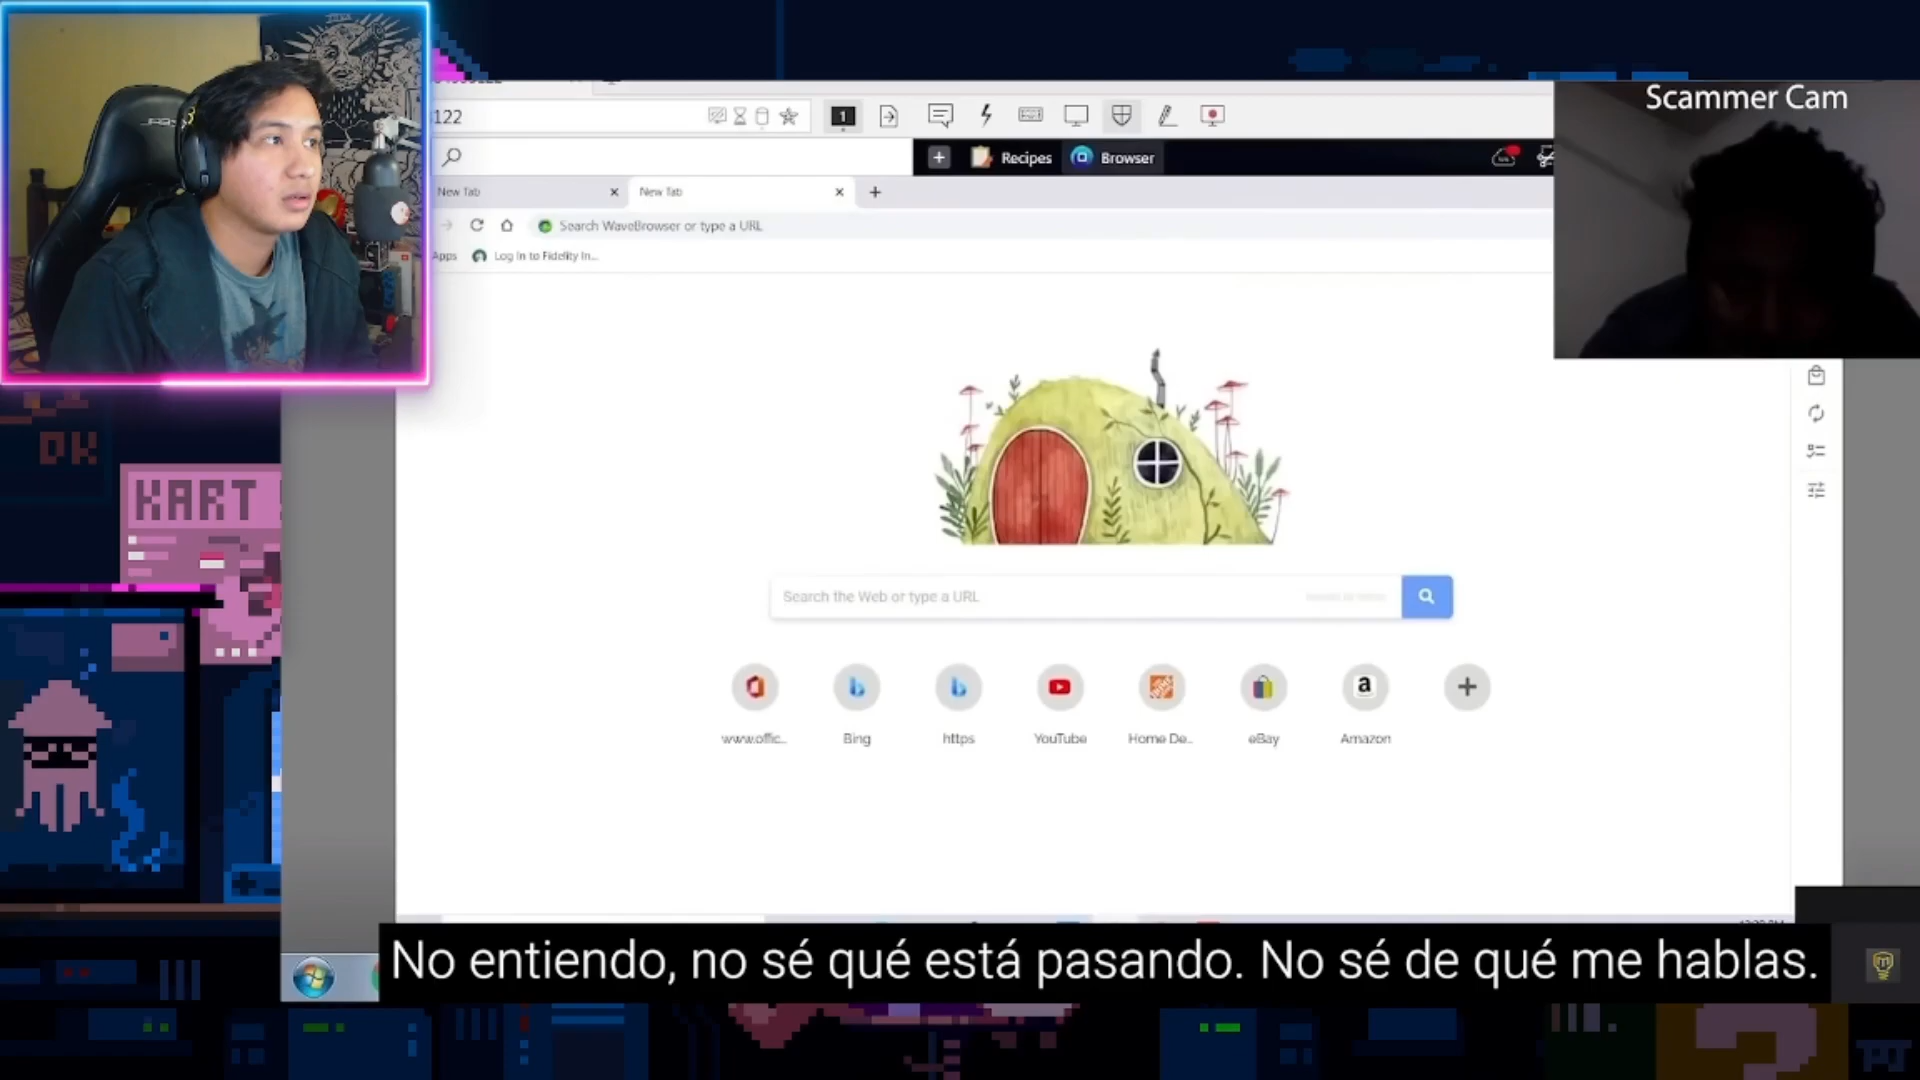 Scammer Cam
122
1
Recipes
Browser
New Tab
New Tab
Search WaveBrowser or type a URL
Apps
Log In to Fidelity In...
DK
KART
Search the Web or type a URL
www.offic...
Bing
https
YouTube
Home De...
eBay
Amazon
No entiendo, no sé qué está pasando. No sé de qué me hablas.